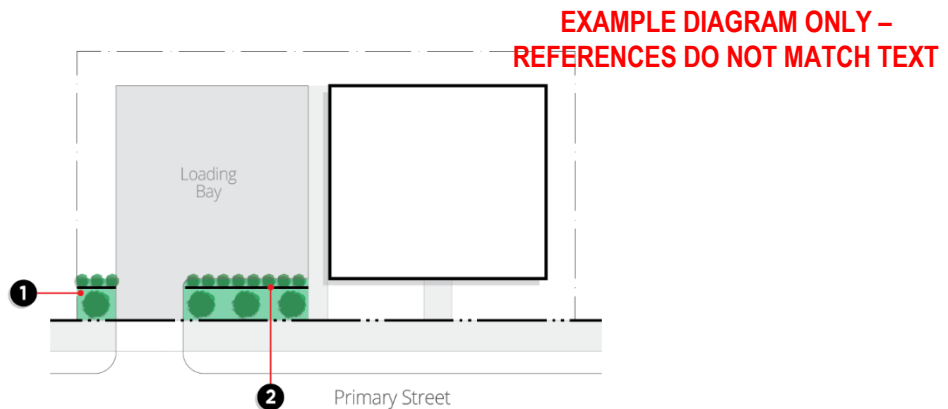 EXAMPLE DIAGRAM ONLY –
REFERENCES DO NOT MATCH TEXT
Loading
Bay
1
2
Primary Street